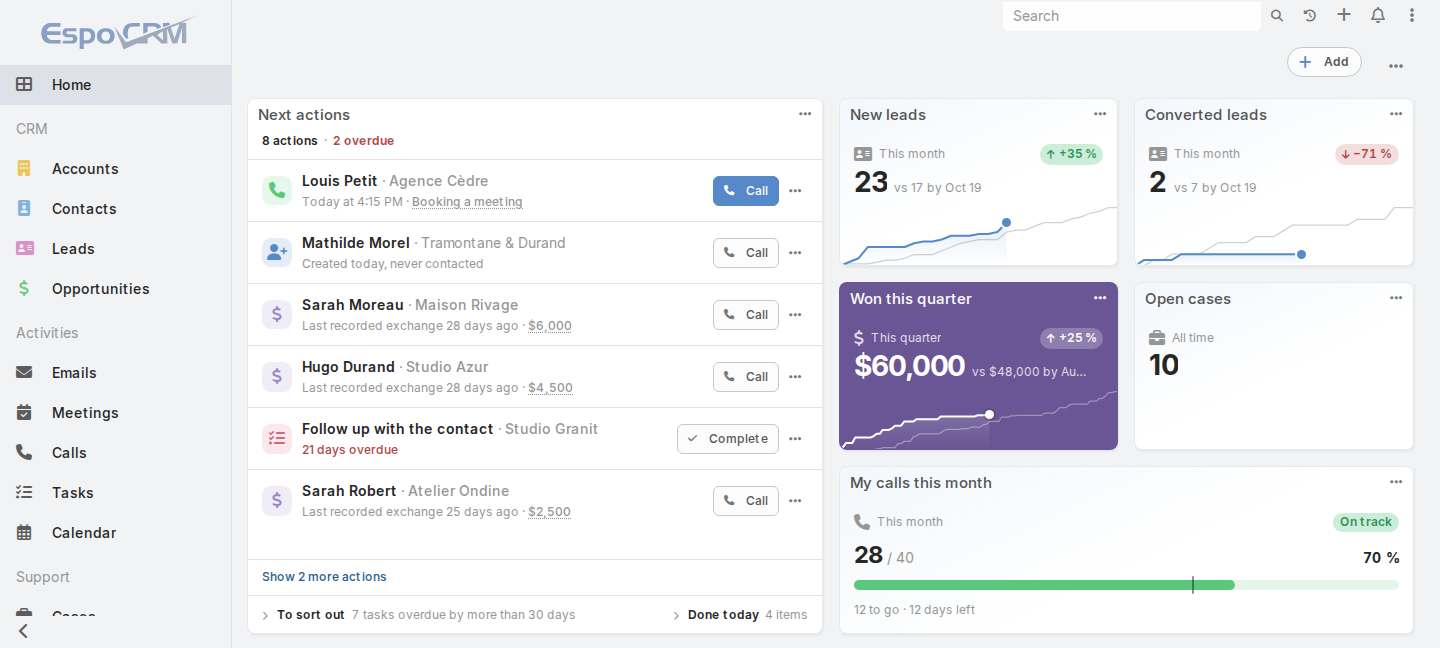 EspoCRM
Search
Add
Home
CRM
Accounts
Contacts
Leads
Opportunities
Activities
Emails
Meetings
Calls
Tasks
Calendar
Support
Cases
Next actions
8 actions · 2 overdue
Louis Petit · Agence Cèdre
Today at 4:15 PM · Booking a meeting
Call
Mathilde Morel · Tramontane & Durand
Created today, never contacted
Call
Sarah Moreau · Maison Rivage
Last recorded exchange 28 days ago · $6,000
Call
Hugo Durand · Studio Azur
Last recorded exchange 28 days ago · $4,500
Call
Follow up with the contact · Studio Granit
21 days overdue
Complete
Sarah Robert · Atelier Ondine
Last recorded exchange 25 days ago · $2,500
Call
Show 2 more actions
To sort out 7 tasks overdue by more than 30 days
Done today 4 items
New leads
This month
+35 %
23 vs 17 by Oct 19
Converted leads
This month
−71 %
2 vs 7 by Oct 19
Won this quarter
This quarter
+25 %
$60,000 vs $48,000 by Au...
Open cases
All time
10
My calls this month
This month
On track
28 / 40
70 %
12 to go · 12 days left